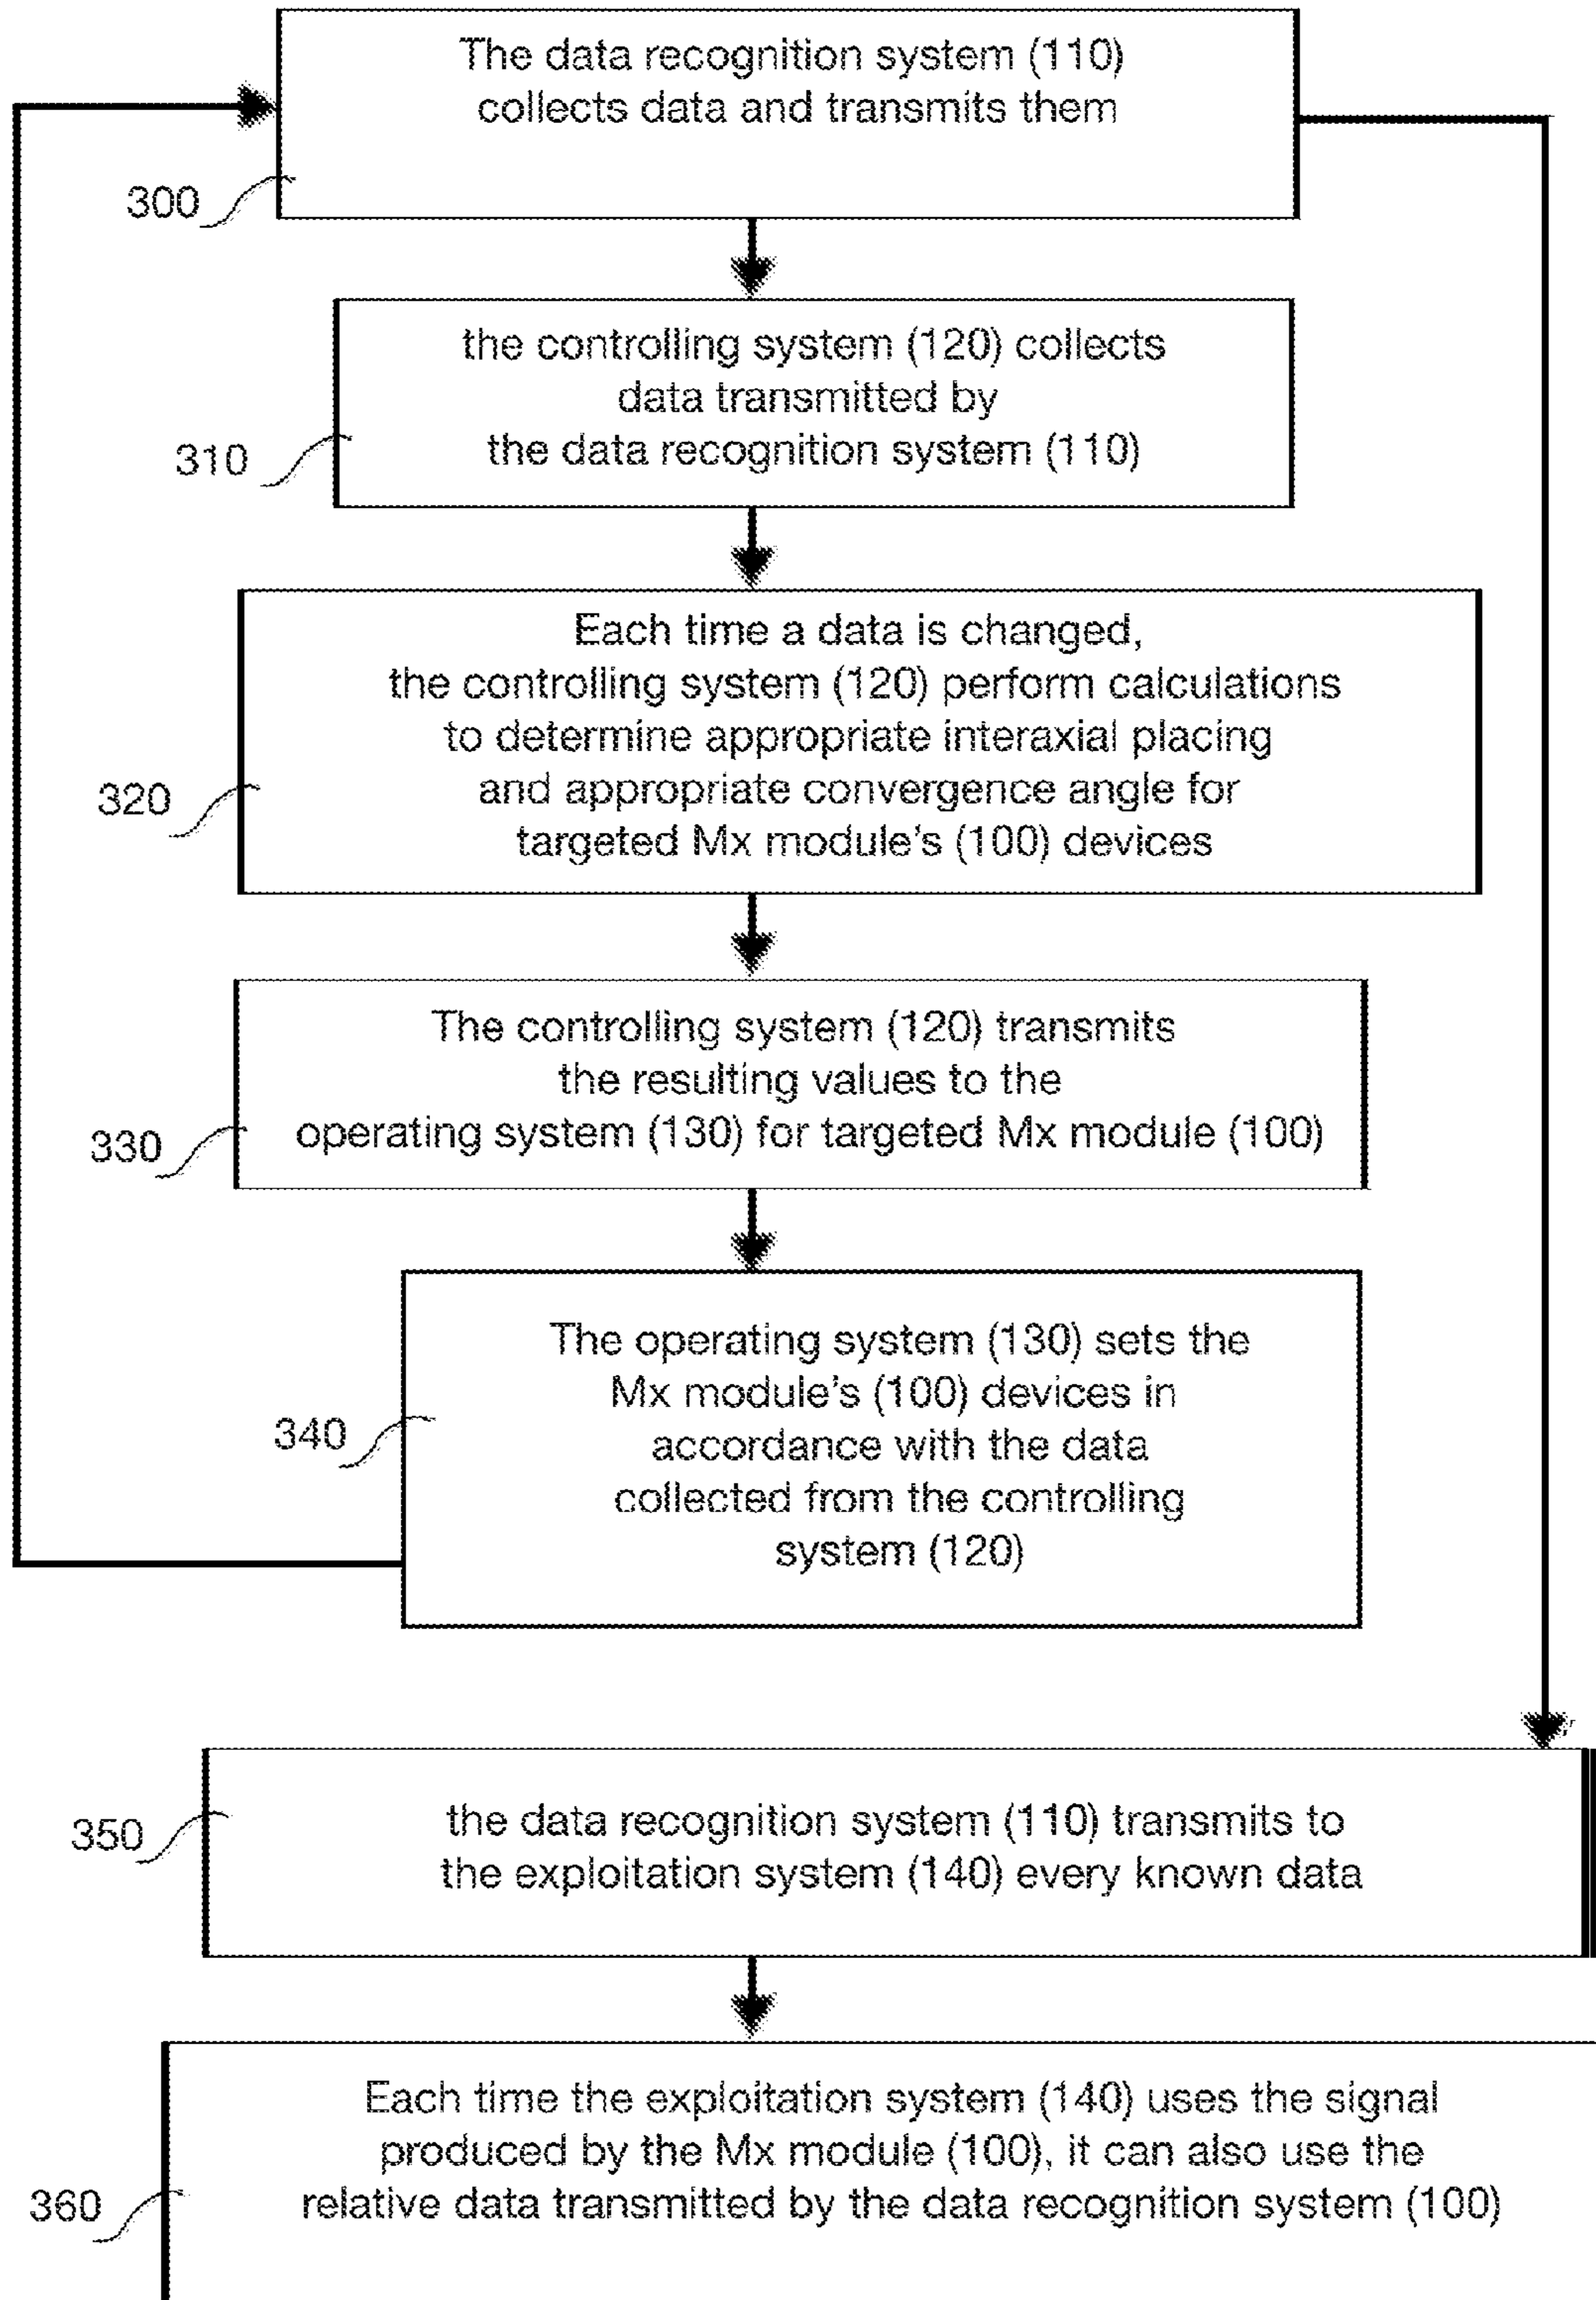 The data recognition system (110)
collects data and transmits them
300
the controlling system (120) collects
data transmitted by
the data recognition system (110)
310
Each time a data is changed,
the controlling system (120) perform calculations
to determine appropriate interaxial placing
and appropriate convergence angle for
targeted Mx module's (100) devices
320
The controlling system (120) transmits
the resulting values to the
operating system (130) for targeted Mx module (100)
330
The operating system (130) sets the
Mx module's (100) devices in
accordance with the data
collected from the controlling
system (120)
340
the data recognition system (110) transmits to
the exploitation system (140) every known data
350
Each time the exploitation system (140) uses the signal
produced by the Mx module (100), it can also use the
relative data transmitted by the data recognition system (100)
360